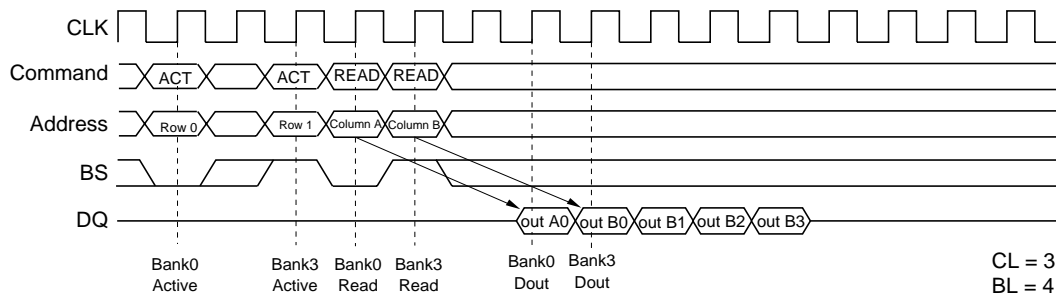 CLK
Command ACT ACT READ READ
Address Row 0 Row 1 Column A Column B
BS
DQ out A0 out B0 out B1 out B2 out B3
Bank0 Active
Bank3 Active
Bank0 Read
Bank3 Read
Bank0 Dout
Bank3 Dout
CL = 3
BL = 4